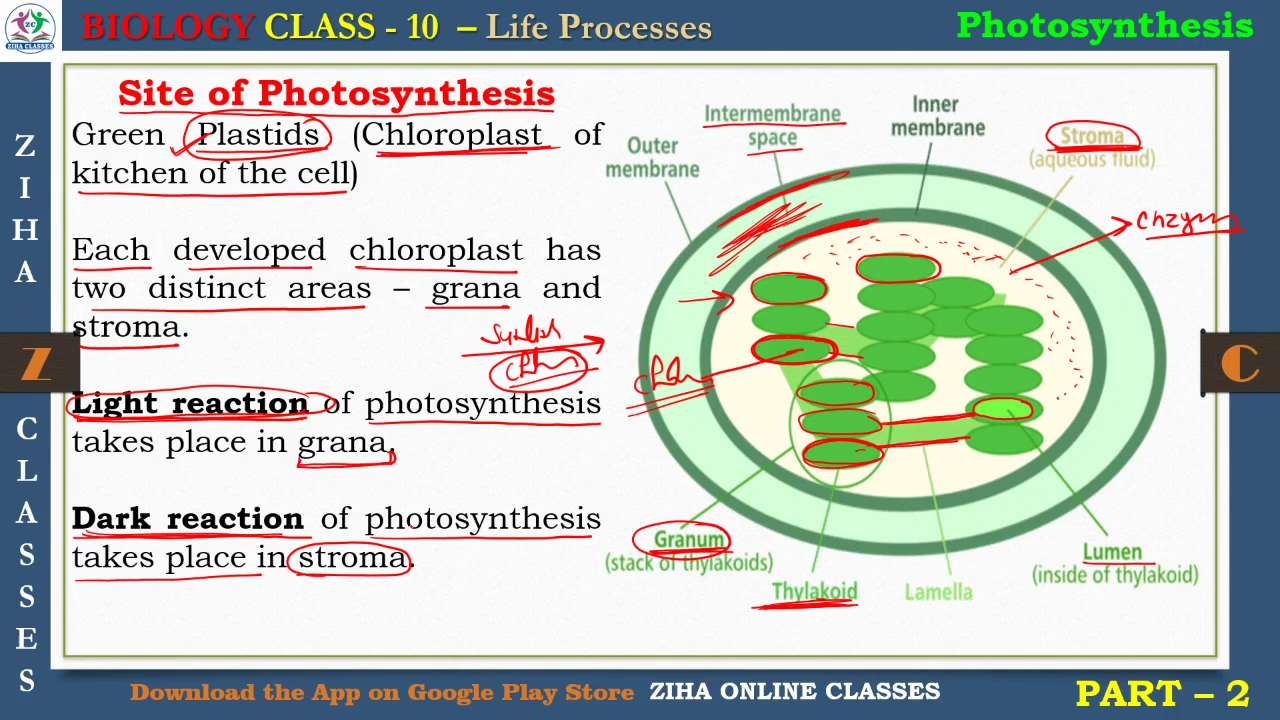 ZC
ZIHA CLASSES
BIOLOGY CLASS - 10 – Life Processes
Photosynthesis
Z
I
H
A
Z
C
L
A
S
S
E
S
Site of Photosynthesis
Green Plastids (Chloroplast of
kitchen of the cell)
Each developed chloroplast has
two distinct areas – grana and
stroma.
Light reaction of photosynthesis
takes place in grana.
Dark reaction of photosynthesis
takes place in stroma.
Outer
membrane
Intermembrane
space
Inner
membrane
Stroma
(aqueous fluid)
Granum
(stack of thylakoids)
Thylakoid
Lamella
Lumen
(inside of thylakoid)
C
Download the App on Google Play Store ZIHA ONLINE CLASSES
PART – 2